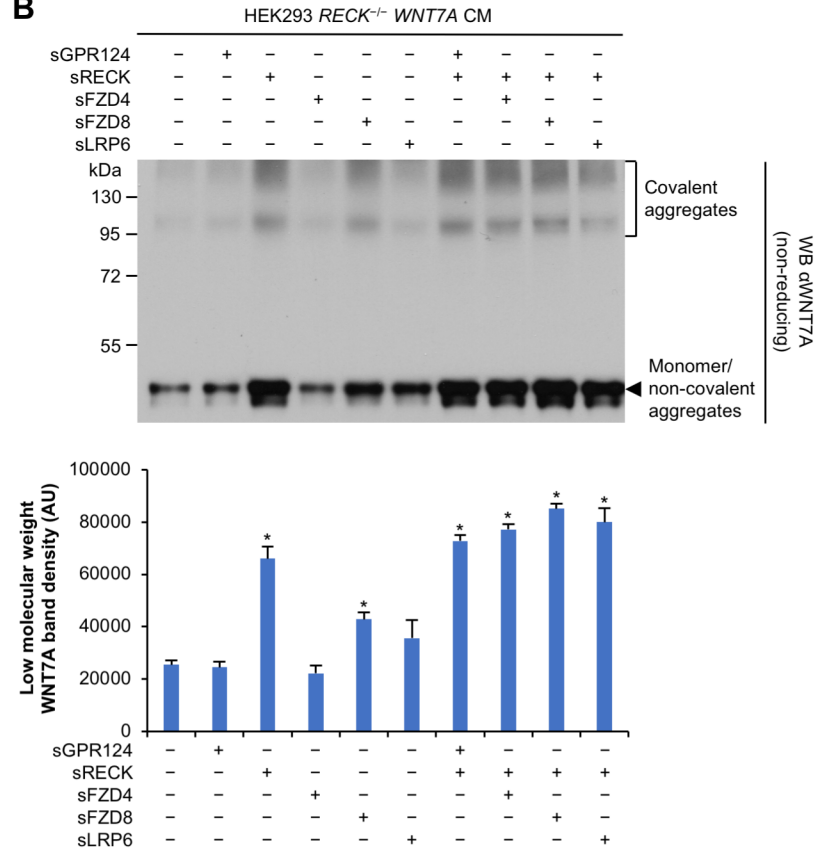 B
HEK293 RECK−/− WNT7A CM
sGPR124 − + − − − − + − − −
sRECK − − + − − − + + + +
sFZD4 − − − + − − − + − −
sFZD8 − − − − + − − − + −
sLRP6 − − − − − + − − − +
kDa
130
95
72
55
Covalent
aggregates
Monomer/
non-covalent
aggregates
WB αWNT7A
(non-reducing)
Low molecular weight
WNT7A band density (AU)
100000
80000
60000
40000
20000
0
* * * * * *
sGPR124 − + − − − − + − − −
sRECK − − + − − − + + + +
sFZD4 − − − + − − − + − −
sFZD8 − − − − + − − − + −
sLRP6 − − − − − + − − − +